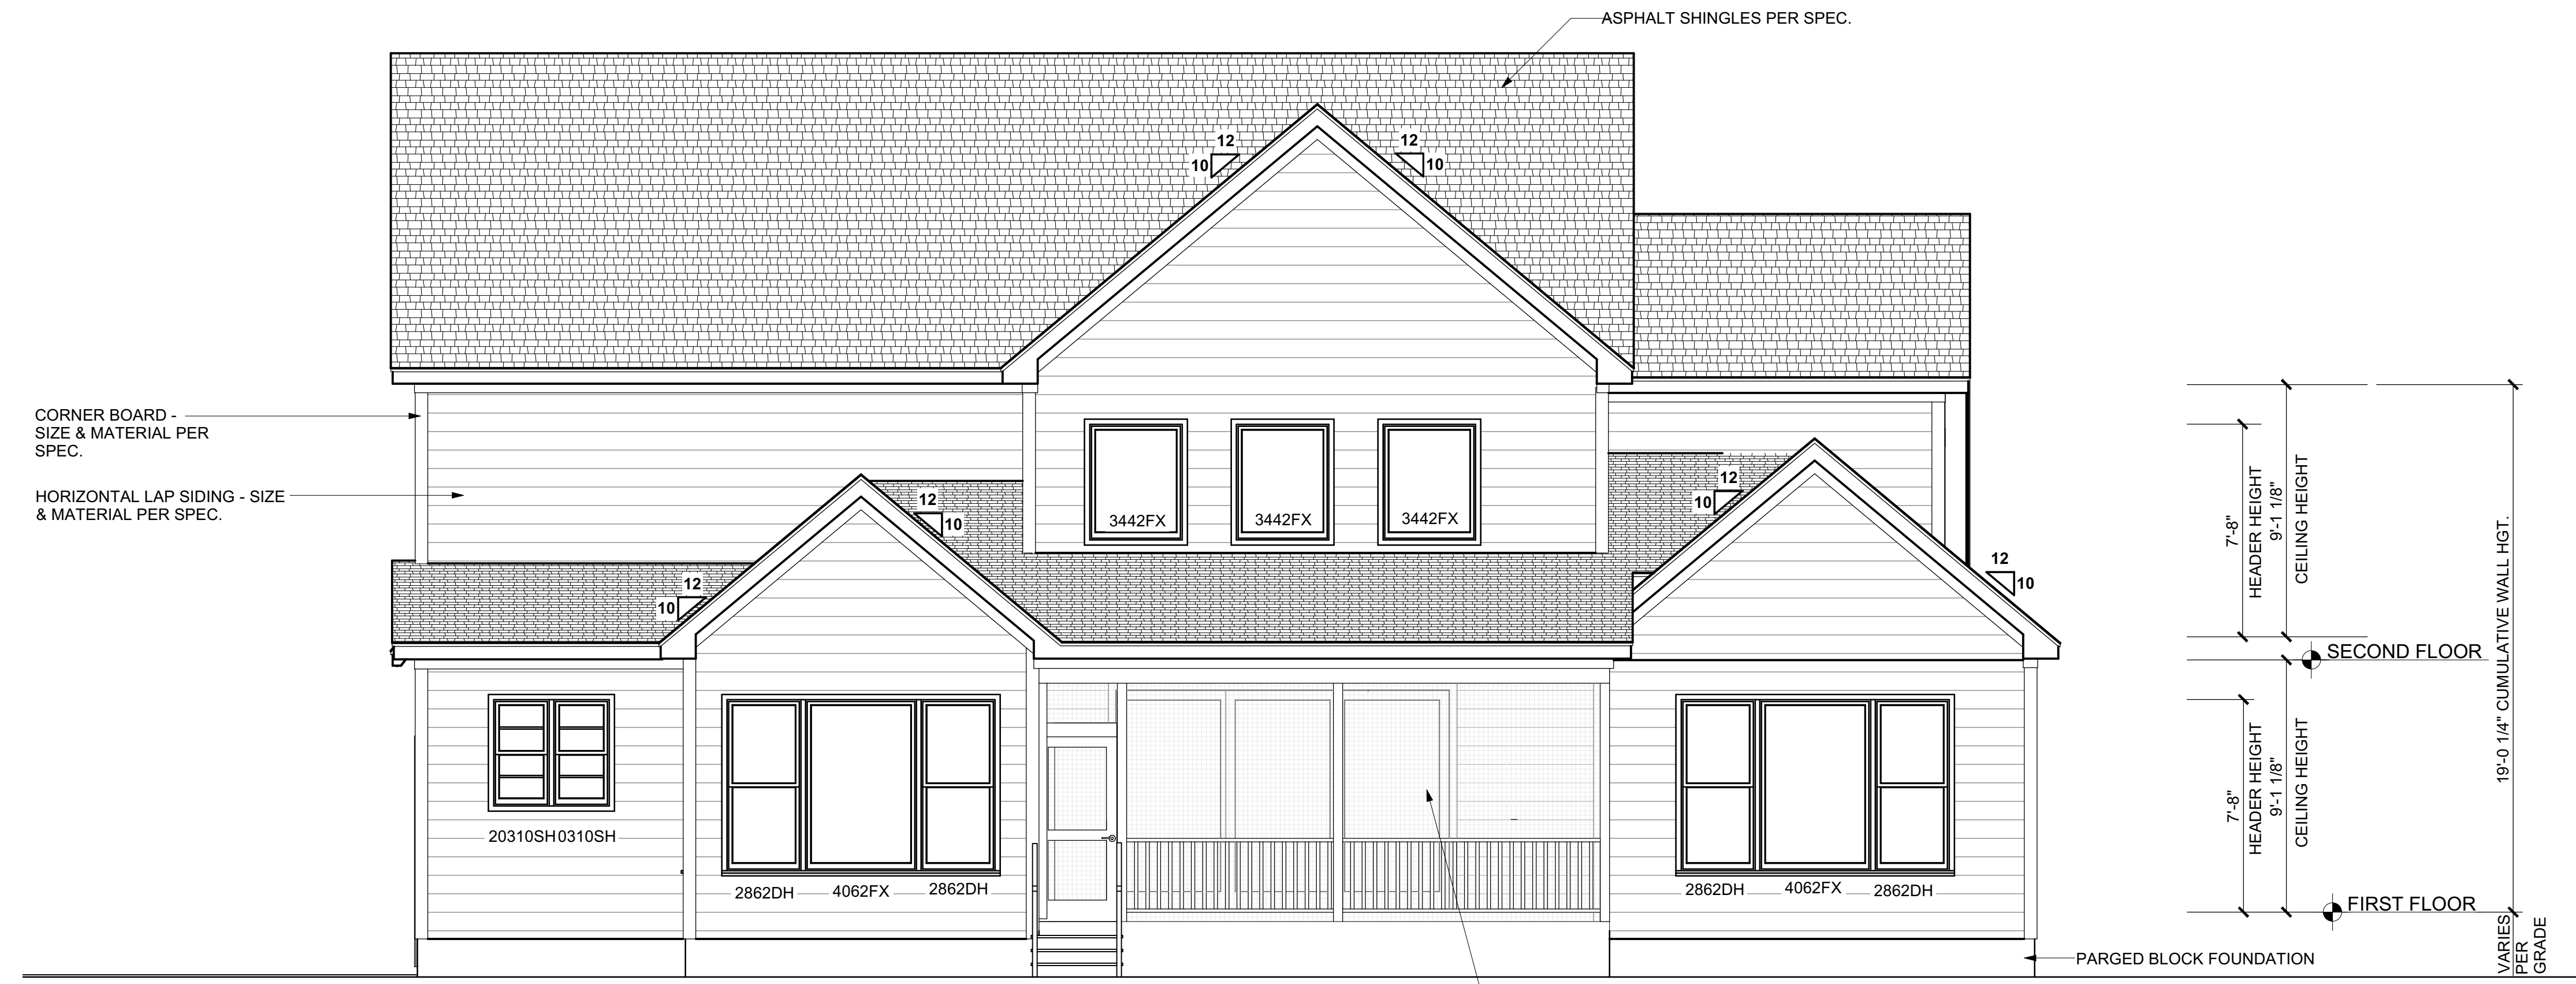 ASPHALT SHINGLES PER SPEC.
12
10
12
10
CORNER BOARD -
SIZE & MATERIAL PER
SPEC.
HORIZONTAL LAP SIDING - SIZE
& MATERIAL PER SPEC.
12
10
12
10
12
10
12
10
3442FX
3442FX
3442FX
7'-8"
HEADER HEIGHT
9'-1 1/8"
CEILING HEIGHT
19'-0 1/4" CUMULATIVE WALL HGT.
SECOND FLOOR
20310SH0310SH
2862DH
4062FX
2862DH
2862DH
4062FX
2862DH
7'-8"
HEADER HEIGHT
9'-1 1/8"
CEILING HEIGHT
FIRST FLOOR
VARIES
PER
GRADE
PARGED BLOCK FOUNDATION